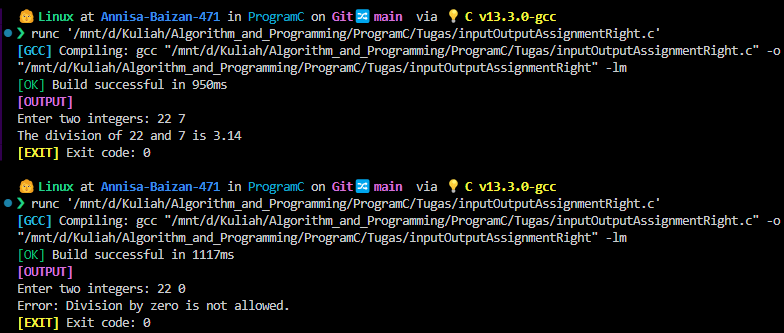 Linux at Annisa-Baizan-471 in ProgramC on Git main via C v13.3.0-gcc
❯ runc '/mnt/d/Kuliah/Algorithm_and_Programming/ProgramC/Tugas/inputOutputAssignmentRight.c'
[GCC] Compiling: gcc "/mnt/d/Kuliah/Algorithm_and_Programming/ProgramC/Tugas/inputOutputAssignmentRight.c" -o
"/mnt/d/Kuliah/Algorithm_and_Programming/ProgramC/Tugas/inputOutputAssignmentRight" -lm
[OK] Build successful in 950ms
[OUTPUT]
Enter two integers: 22 7
The division of 22 and 7 is 3.14
[EXIT] Exit code: 0
Linux at Annisa-Baizan-471 in ProgramC on Git main via C v13.3.0-gcc
❯ runc '/mnt/d/Kuliah/Algorithm_and_Programming/ProgramC/Tugas/inputOutputAssignmentRight.c'
[GCC] Compiling: gcc "/mnt/d/Kuliah/Algorithm_and_Programming/ProgramC/Tugas/inputOutputAssignmentRight.c" -o
"/mnt/d/Kuliah/Algorithm_and_Programming/ProgramC/Tugas/inputOutputAssignmentRight" -lm
[OK] Build successful in 1117ms
[OUTPUT]
Enter two integers: 22 0
Error: Division by zero is not allowed.
[EXIT] Exit code: 0